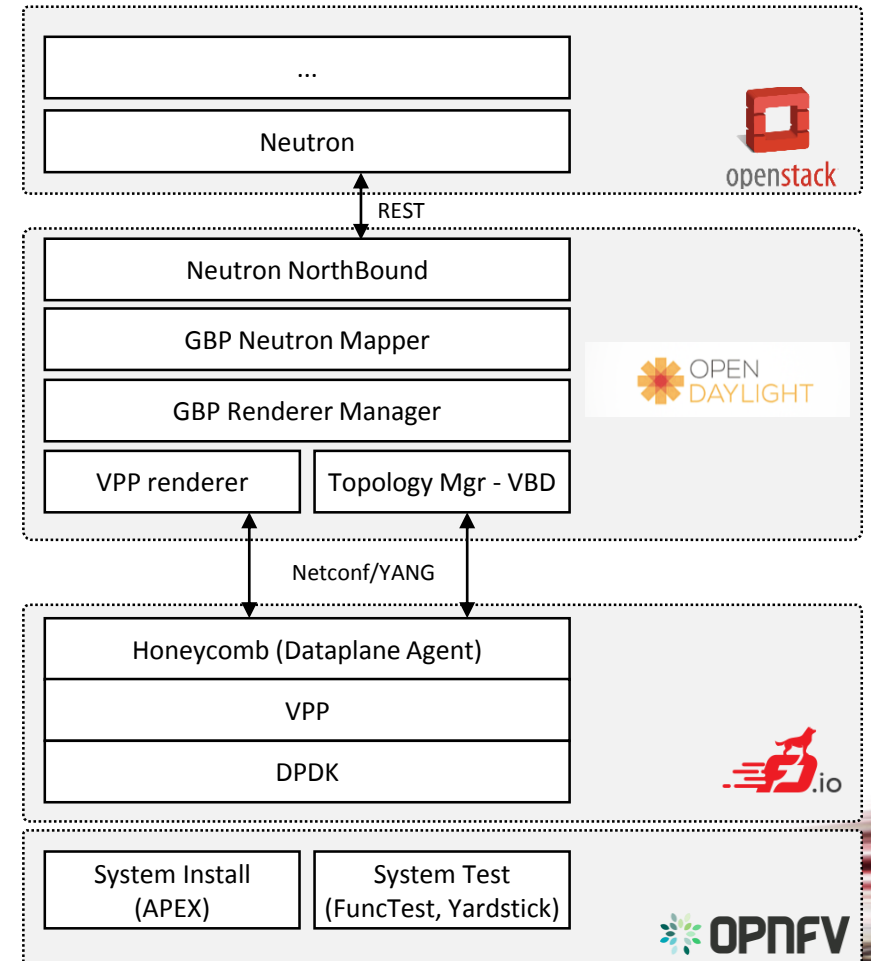 ...
Neutron
openstack
REST
Neutron NorthBound
GBP Neutron Mapper
OPEN
DAYLIGHT
GBP Renderer Manager
VPP renderer
Topology Mgr - VBD
Netconf/YANG
Honeycomb (Dataplane Agent)
VPP
DPDK
FD.io
System Install
(APEX)
System Test
(FuncTest, Yardstick)
OPNFV